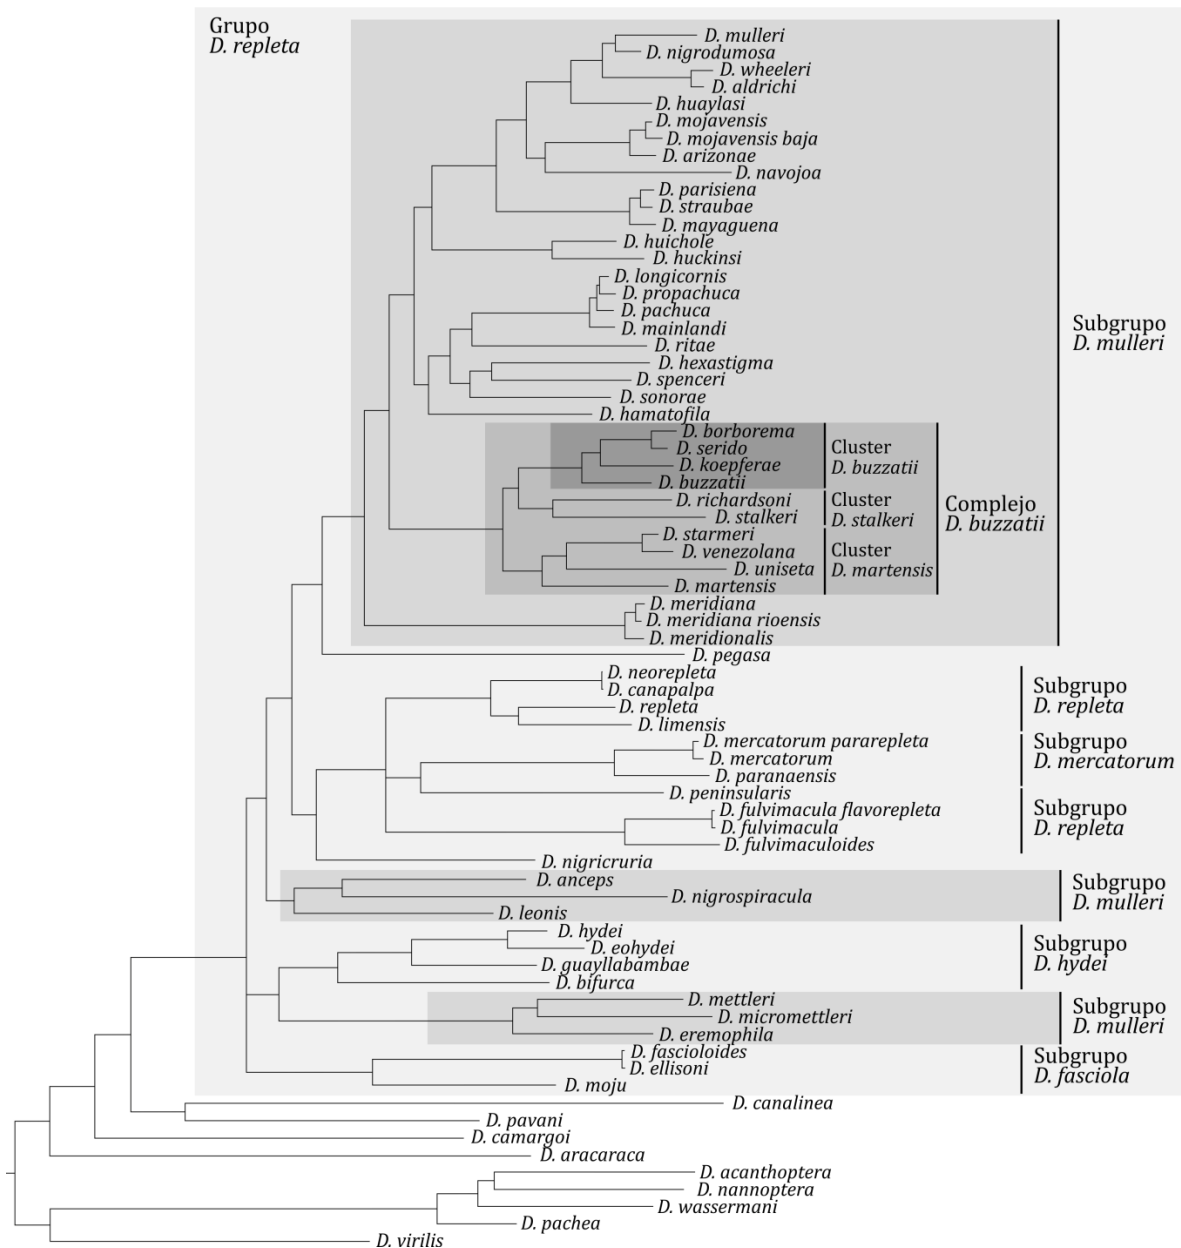 Grupo
D. repleta
D. mulleri
D. nigrodumosa
D. wheeleri
D. aldrichi
D. huaylasi
D. mojavensis
D. mojavensis baja
D. arizonae
D. navojoa
D. parisiena
D. straubae
D. mayaguena
D. huichole
D. huckinsi
D. longicornis
D. propachuca
D. pachuca
D. mainlandi
D. ritae
D. hexastigma
D. spenceri
D. sonorae
D. hamatofila
Subgrupo
D. mulleri
D. borborema
D. serido
D. koepferae
D. buzzatii
Cluster
D. buzzatii
D. richardsoni
D. stalkeri
Cluster
D. stalkeri
D. starmeri
D. venezolana
D. uniseta
D. martensis
Cluster
D. martensis
Complejo
D. buzzatii
D. meridiana
D. meridiana rioensis
D. meridionalis
D. pegasa
D. neorepleta
D. canapalpa
D. repleta
D. limensis
Subgrupo
D. repleta
D. mercatorum pararepleta
D. mercatorum
D. paranaensis
Subgrupo
D. mercatorum
D. peninsularis
D. fulvimacula flavorepleta
D. fulvimacula
D. fulvimaculoides
Subgrupo
D. repleta
D. nigricruria
D. anceps
D. nigrospiracula
D. leonis
Subgrupo
D. mulleri
D. hydei
D. eohydei
D. guayllabambae
D. bifurca
Subgrupo
D. hydei
D. mettleri
D. micromettleri
D. eremophila
Subgrupo
D. mulleri
D. fascioloides
D. ellisoni
D. moju
Subgrupo
D. fasciola
D. canalinea
D. pavani
D. camargoi
D. aracaraca
D. acanthoptera
D. nannoptera
D. wassermani
D. pachea
D. virilis